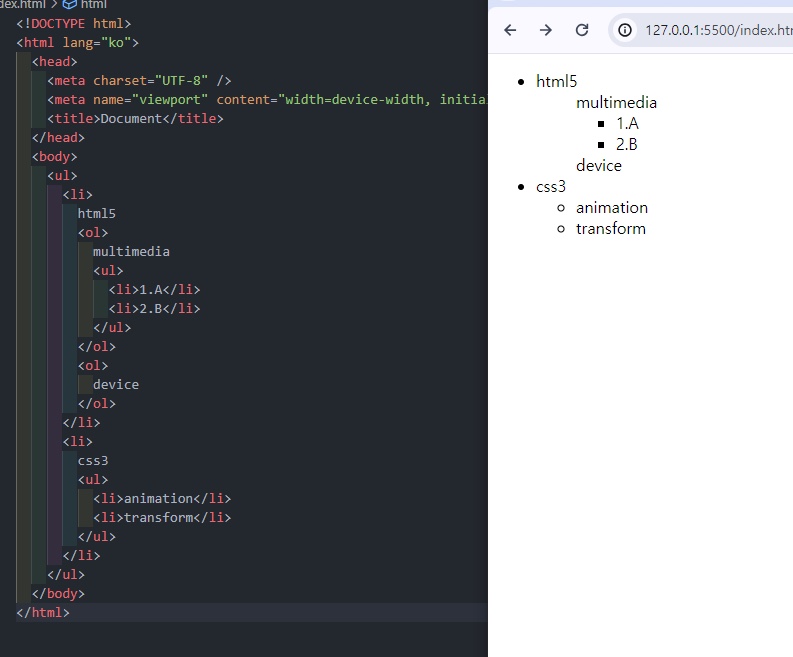 dex.html > html
<!DOCTYPE html>
<html lang="ko">
<head>
<meta charset="UTF-8" />
<meta name="viewport" content="width=device-width, initia
<title>Document</title>
</head>
<body>
<ul>
<li>
html5
<ol>
multimedia
<ul>
<li>1.A</li>
<li>2.B</li>
</ul>
</ol>
<ol>
device
</ol>
</li>
<li>
css3
<ul>
<li>animation</li>
<li>transform</li>
</ul>
</li>
</ul>
</body>
</html>
127.0.0.1:5500/index.ht
html5
multimedia
1.A
2.B
device
css3
animation
transform